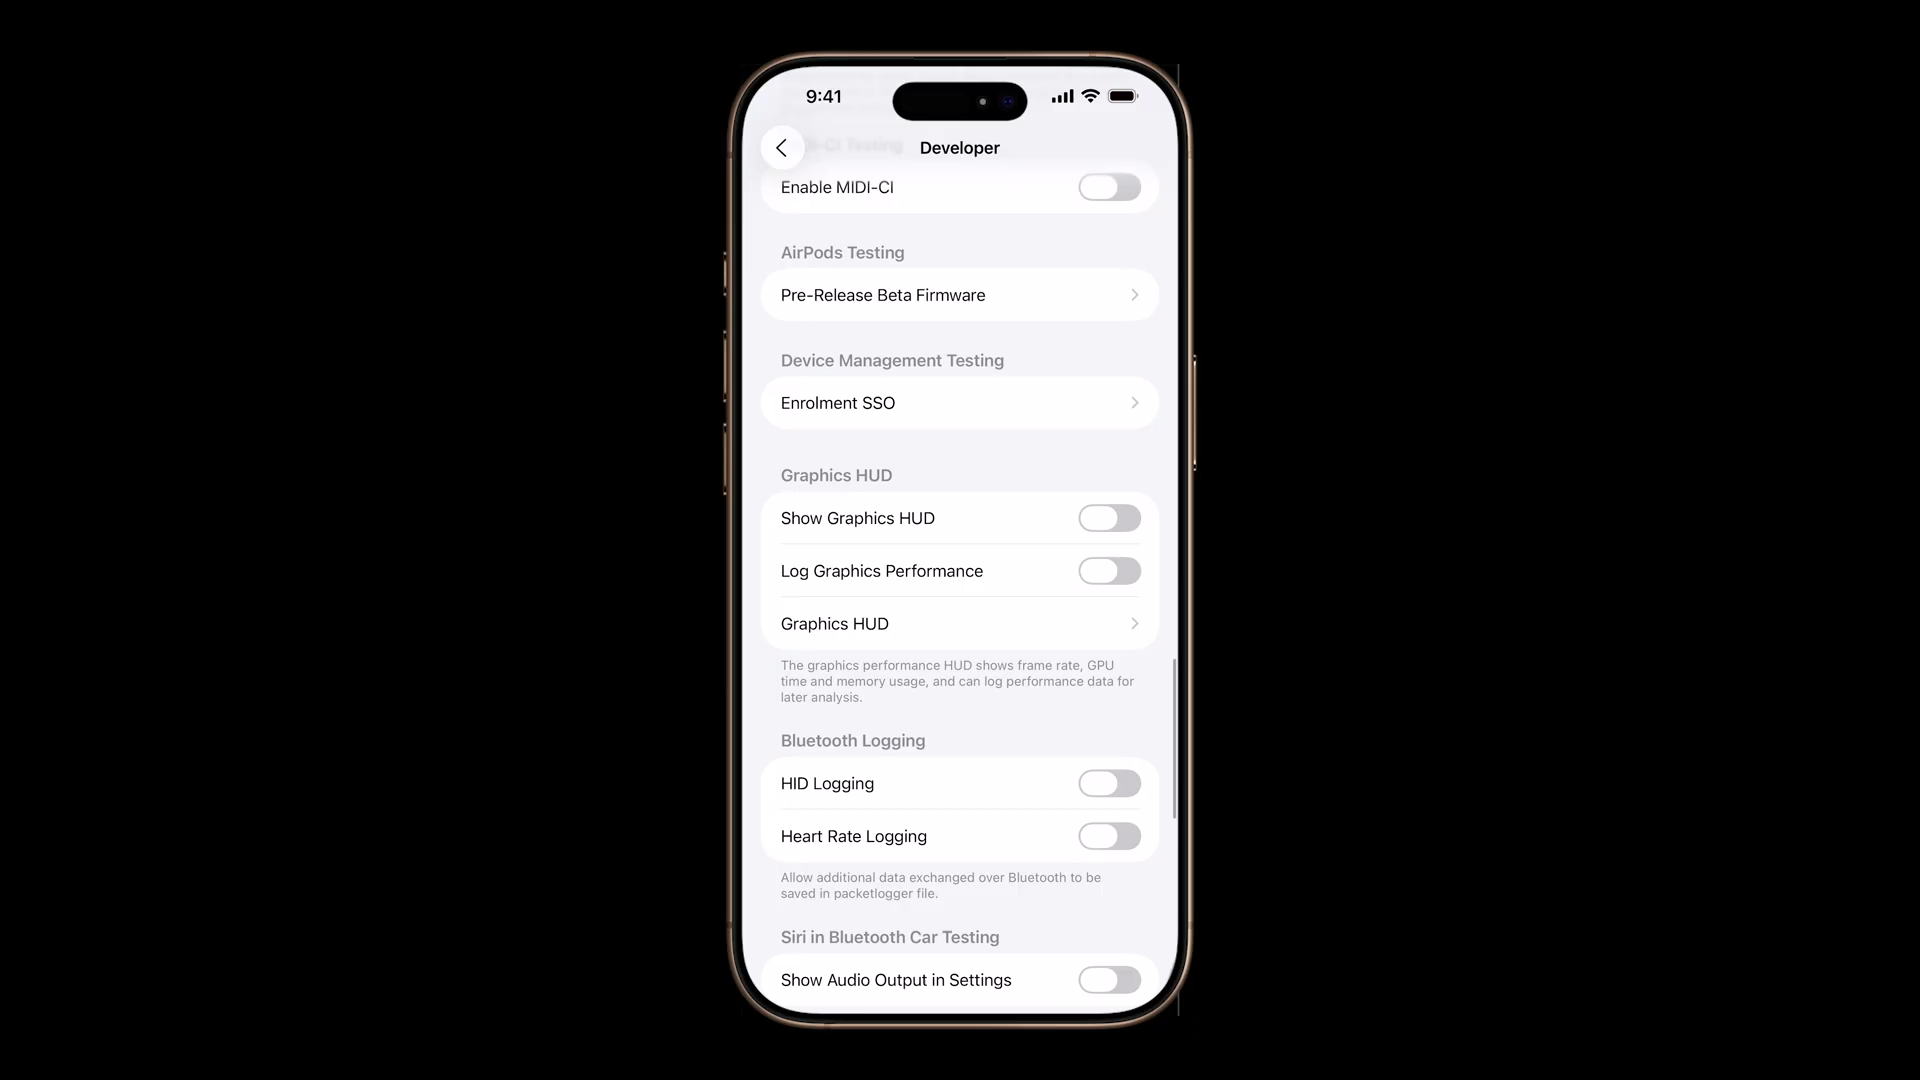 9:41
Developer
Enable MIDI-CI
AirPods Testing
Pre-Release Beta Firmware
Device Management Testing
Enrolment SSO
Graphics HUD
Show Graphics HUD
Log Graphics Performance
Graphics HUD
The graphics performance HUD shows frame rate, GPU
time and memory usage, and can log performance data for
later analysis.
Bluetooth Logging
HID Logging
Heart Rate Logging
Allow additional data exchanged over Bluetooth to be
saved in packetlogger file.
Siri in Bluetooth Car Testing
Show Audio Output in Settings